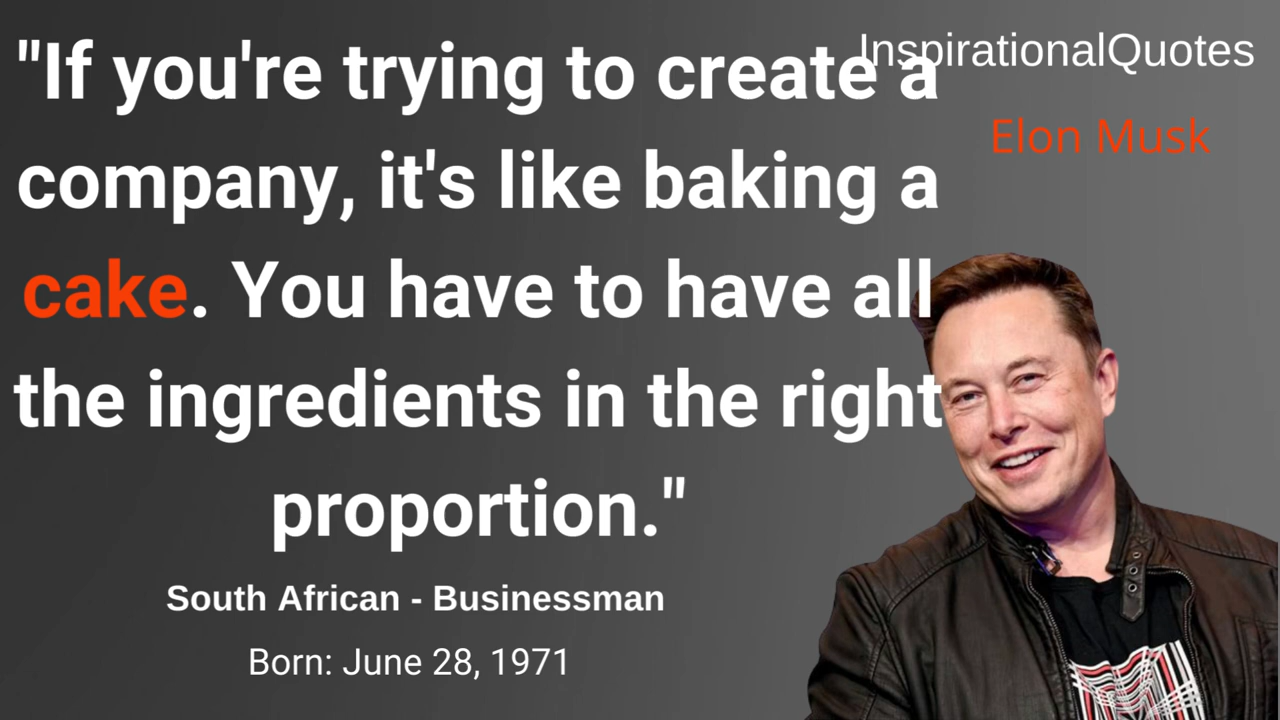 "If you're trying to create a
company, it's like baking a
cake. You have to have all
the ingredients in the right
proportion."
South African - Businessman
Born: June 28, 1971
InspirationalQuotes
Elon Musk